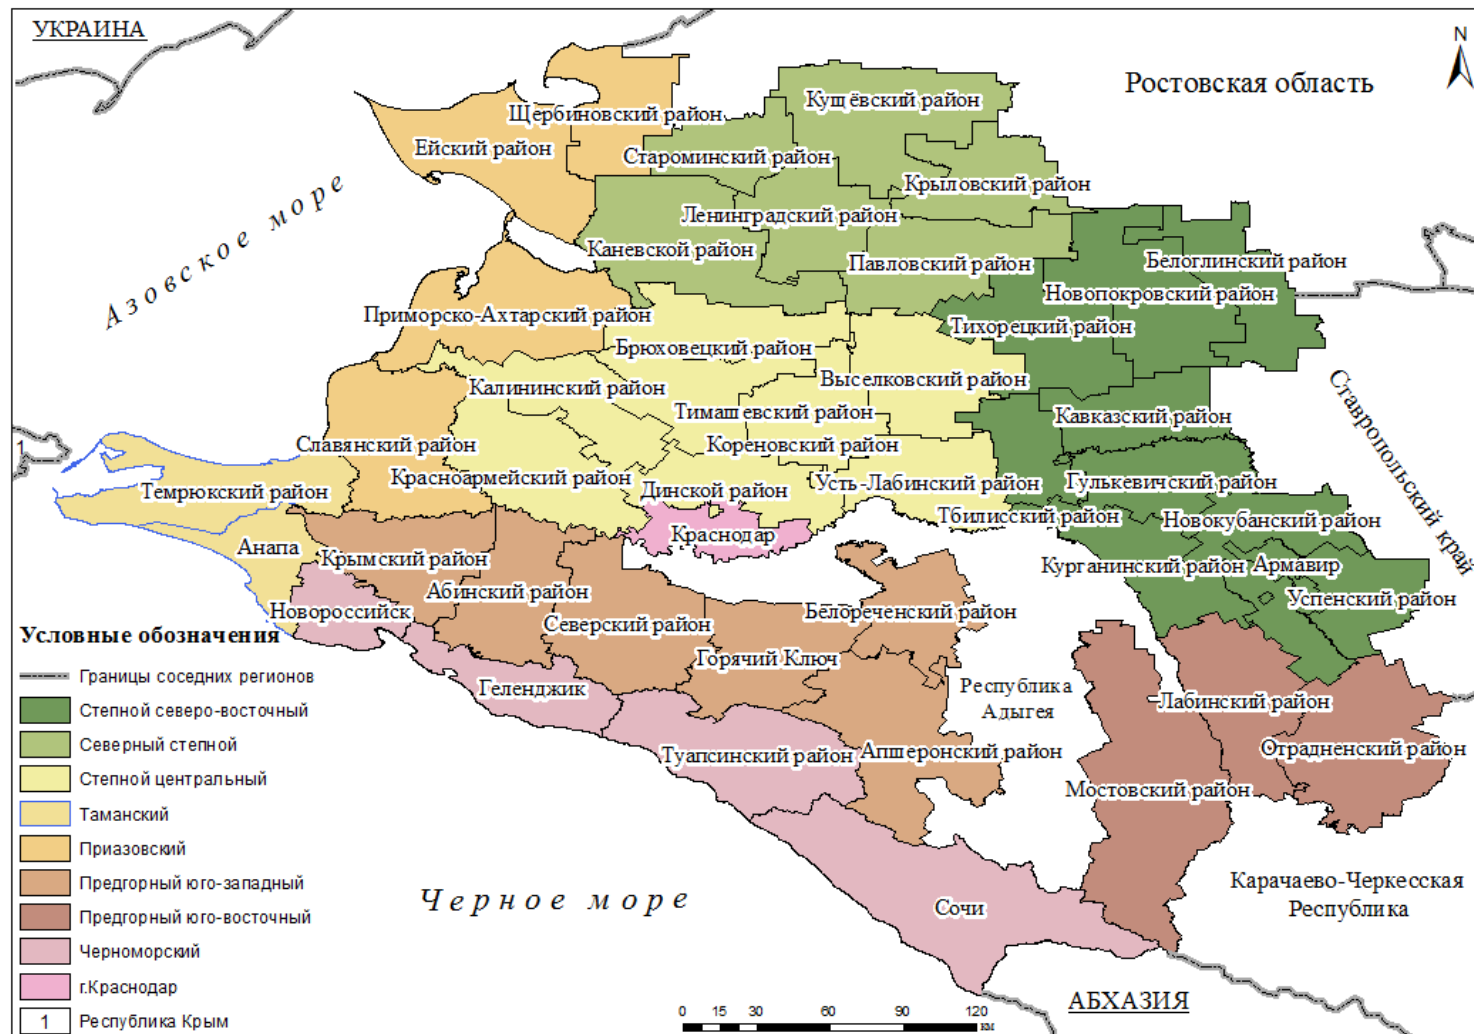 УКРАИНА
N
Ростовская область
Кущёвский район
Щербиновский район
Ейский район
Староминский район
Крыловский район
Азовское море
Ленинградский район
Каневской район
Павловский район
Белоглинский район
Новопокровский район
Приморско-Ахтарский район
Тихорецкий район
Брюховецкий район
Калининский район
Выселковский район
Ставропольский край
Тимашевский район
Кавказский район
1
Славянский район
Кореновский район
Красноармейский район
Усть-Лабинский район
Гулькевичский район
Темрюкский район
Динской район
Тбилисский район
Новокубанский район
Краснодар
Анапа
Крымский район
Курганинский район
Армавир
Абинский район
Успенский район
Новороссийск
Северский район
Белореченский район
Горячий Ключ
Геленджик
Республика
Адыгея
Лабинский район
Туапсинский район
Апшеронский район
Отрадненский район
Мостовский район
Черное море
Сочи
Карачаево-Черкесская
Республика
АБХАЗИЯ
Условные обозначения
Границы соседних регионов
Степной северо-восточный
Северный степной
Степной центральный
Таманский
Приазовский
Предгорный юго-западный
Предгорный юго-восточный
Черноморский
г.Краснодар
1 Республика Крым
0 15 30 60 90 120
км